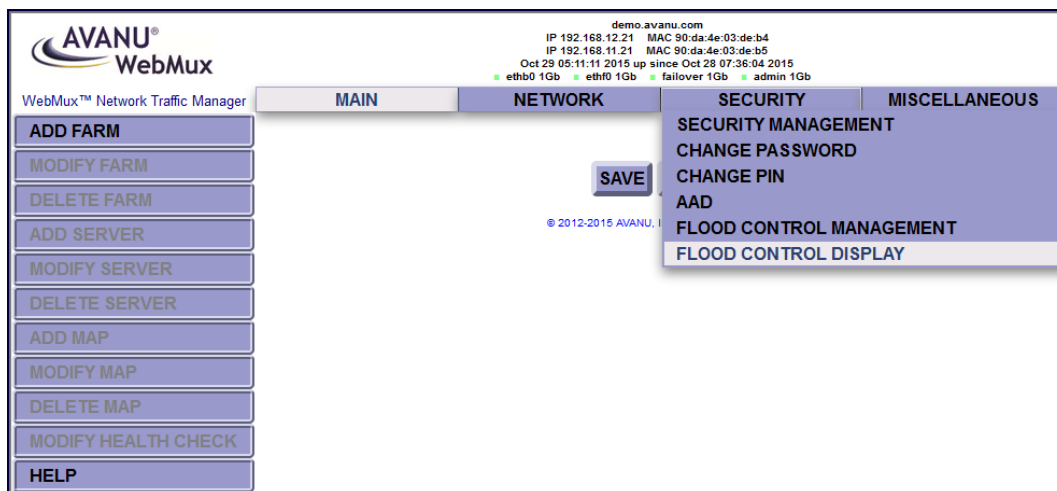 AVANU®
WebMux
demo.avanu.com
IP 192.168.12.21 MAC 90:da:4e:03:de:b4
IP 192.168.11.21 MAC 90:da:4e:03:de:b5
Oct 29 05:11:11 2015 up since Oct 28 07:36:04 2015
ethb0 1Gb ethf0 1Gb failover 1Gb admin 1Gb
WebMux™ Network Traffic Manager
MAIN NETWORK SECURITY MISCELLANEOUS
ADD FARM
MODIFY FARM
DELETE FARM
ADD SERVER
MODIFY SERVER
DELETE SERVER
ADD MAP
MODIFY MAP
DELETE MAP
MODIFY HEALTH CHECK
HELP
SECURITY MANAGEMENT
CHANGE PASSWORD
CHANGE PIN
AAD
FLOOD CONTROL MANAGEMENT
FLOOD CONTROL DISPLAY
SAVE
© 2012-2015 AVANU,